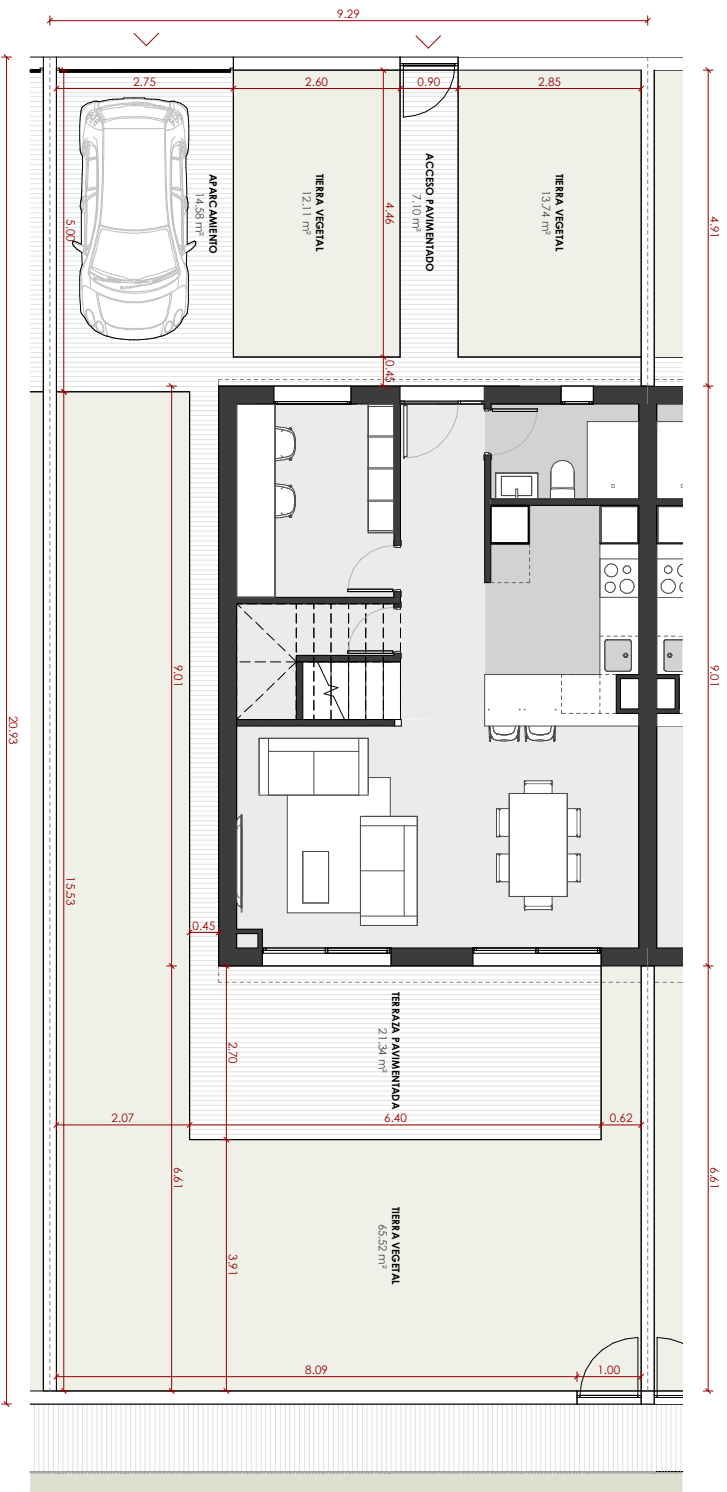 9.29
2.75
2.60
0.90
2.85
APARCAMIENTO
14.58 m²
TIERRA VEGETAL
12.11 m²
ACCESO PAVIMENTADO
7.10 m²
TIERRA VEGETAL
13.74 m²
5.00
4.46
4.91
0.45
9.01
9.01
20.93
15.53
0.45
TERRAZA PAVIMENTADA
21.34 m²
2.70
2.07
6.40
0.62
6.61
6.61
TIERRA VEGETAL
65.52 m²
3.91
8.09
1.00